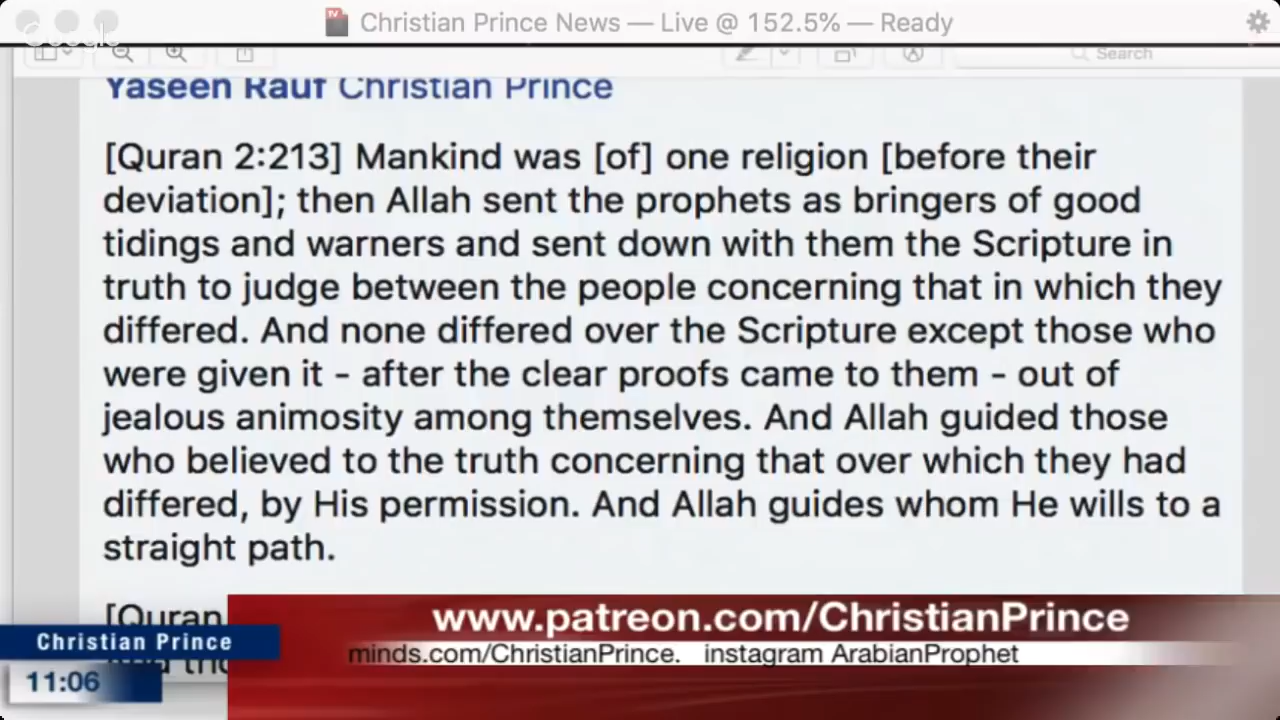 Christian Prince News — Live @ 152.5% — Ready
Google
Search
Yaseen Rauf Christian Prince
[Quran 2:213] Mankind was [of] one religion [before their
deviation]; then Allah sent the prophets as bringers of good
tidings and warners and sent down with them the Scripture in
truth to judge between the people concerning that in which they
differed. And none differed over the Scripture except those who
were given it - after the clear proofs came to them - out of
jealous animosity among themselves. And Allah guided those
who believed to the truth concerning that over which they had
differed, by His permission. And Allah guides whom He wills to a
straight path.
[Quran
www.patreon.com/ChristianPrince
Christian Prince
minds.com/ChristianPrince. instagram ArabianProphet
11:06